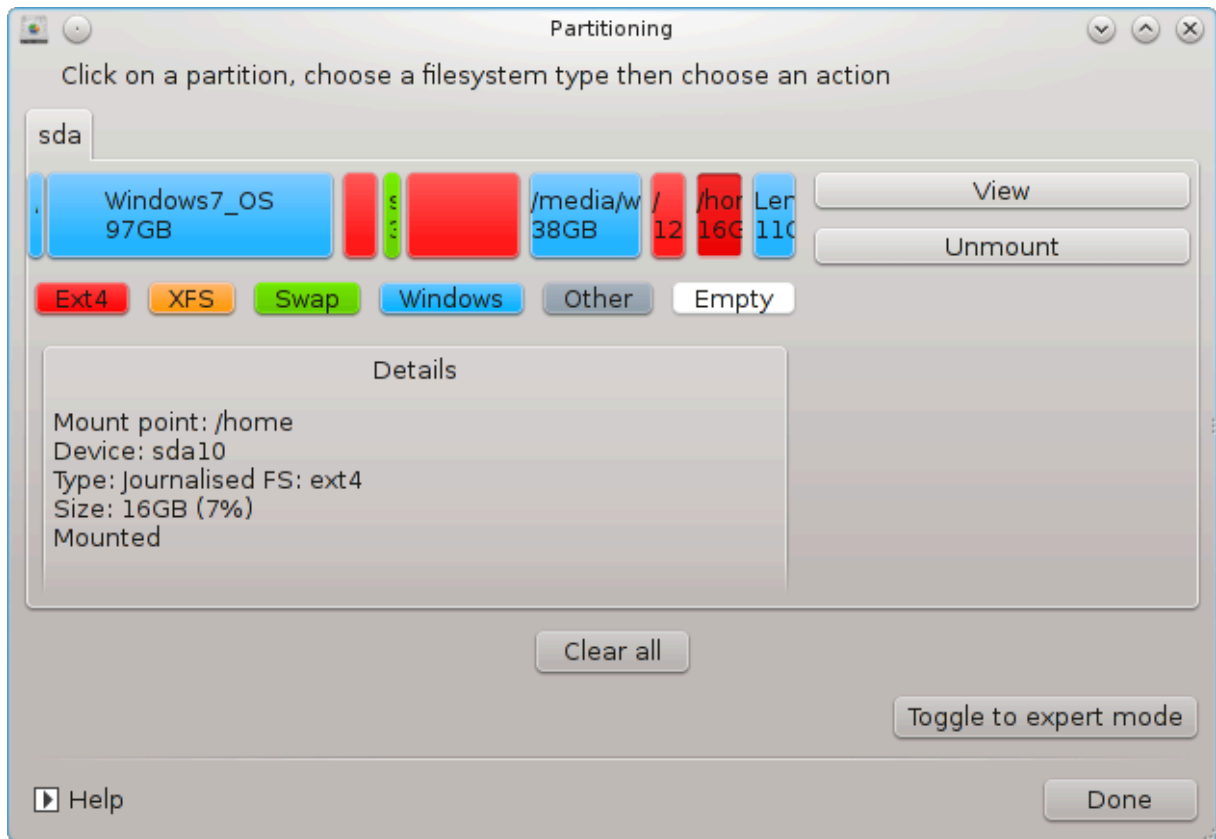 Partitioning
Click on a partition, choose a filesystem type then choose an action
sda
Windows7_OS
97GB
/media/w
38GB
/
12
/hor
16G
Ler
View
Unmount
Ext4 XFS Swap Windows Other Empty
Details
Mount point: /home
Device: sda10
Type: Journalised FS: ext4
Size: 16GB (7%)
Mounted
Clear all
Toggle to expert mode
Help
Done